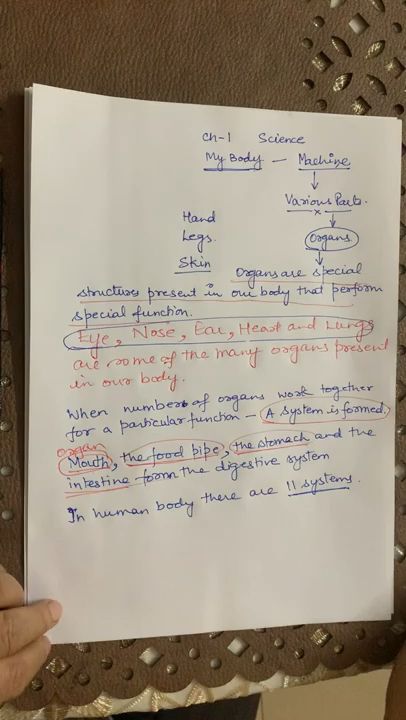 Ch-1 Science
My Body — Machine
↓
Various Parts.
×
↓
Hand
Legs. Organs.
Skin ↓
Organs are special
structures present in our body that perform
special function.
Eye, Nose, Ear, Heart and Lungs
are some of the many organs present
in our body.
When numbers of organs work together
for a particular function – A system is formed.
organ
Mouth, the food pipe, the stomach and the
intestine form the digestive system
In human body there are 11 systems.